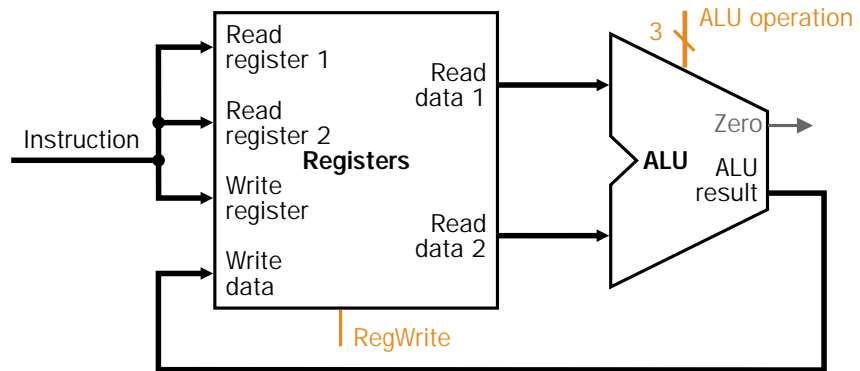 Instruction
Read
register 1
Read
register 2
Write
register
Write
data
Registers
Read
data 1
Read
data 2
RegWrite
3
ALU operation
Zero
ALU
ALU
result